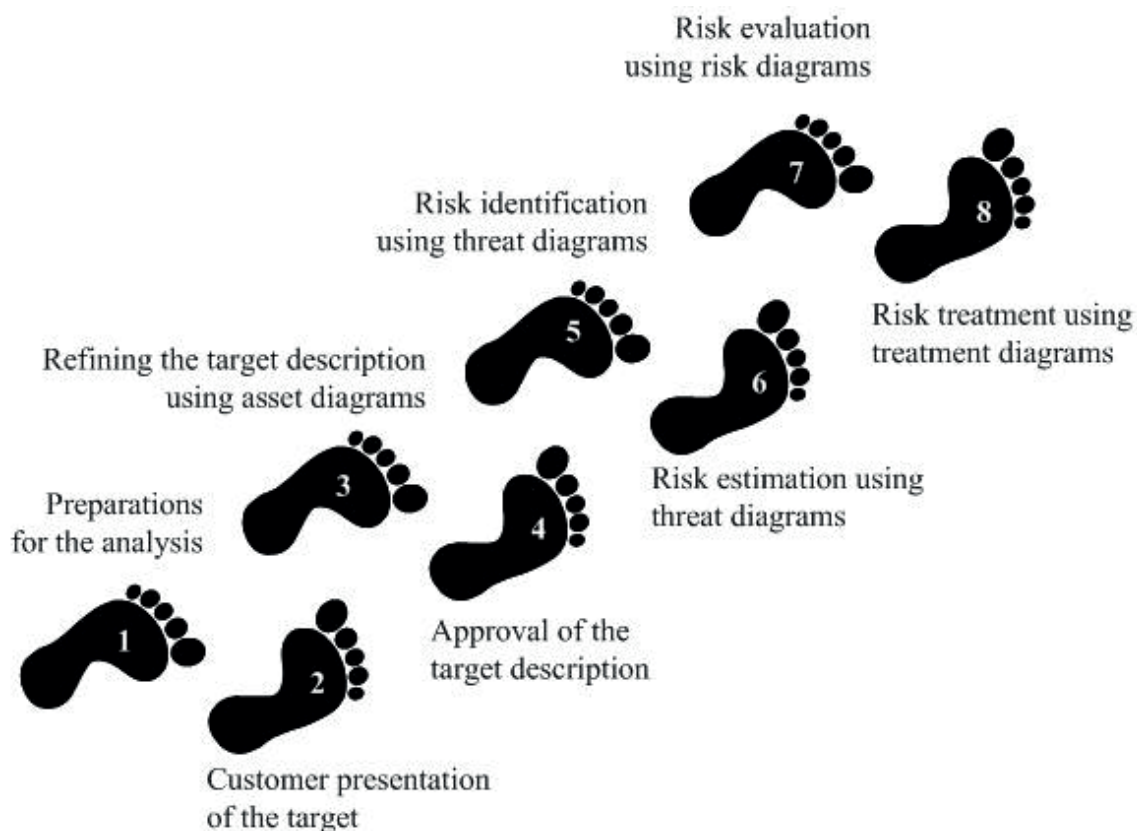 Risk evaluation
using risk diagrams
7
8
Risk identification
using threat diagrams
5
6
Risk treatment using
treatment diagrams
Refining the target description
using asset diagrams
3
4
Risk estimation using
threat diagrams
Preparations
for the analysis
1
2
Approval of the
target description
Customer presentation
of the target